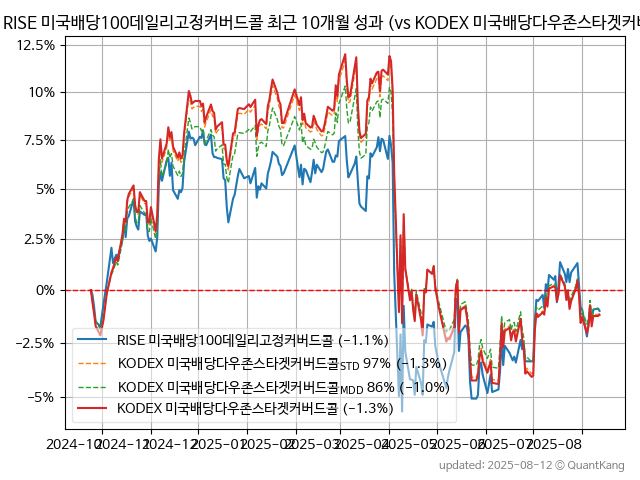 RISE 미국배당100데일리고정커버드콜 최근 10개월 성과 (vs KODEX 미국배당다우존스타겟커버
12.5%
10%
7.5%
5%
2.5%
0%
−2.5%
−5%
RISE 미국배당100데일리고정커버드콜 (−1.1%)
KODEX 미국배당다우존스타겟커버드콜STD 97% (−1.3%)
KODEX 미국배당다우존스타겟커버드콜MDD 86% (−1.0%)
KODEX 미국배당다우존스타겟커버드콜 (−1.3%)
2024-10 2024-11 2024-12 2025-01 2025-02 2025-03 2025-04 2025-05 2025-06 2025-07 2025-08
updated: 2025-08-12 © QuantKang